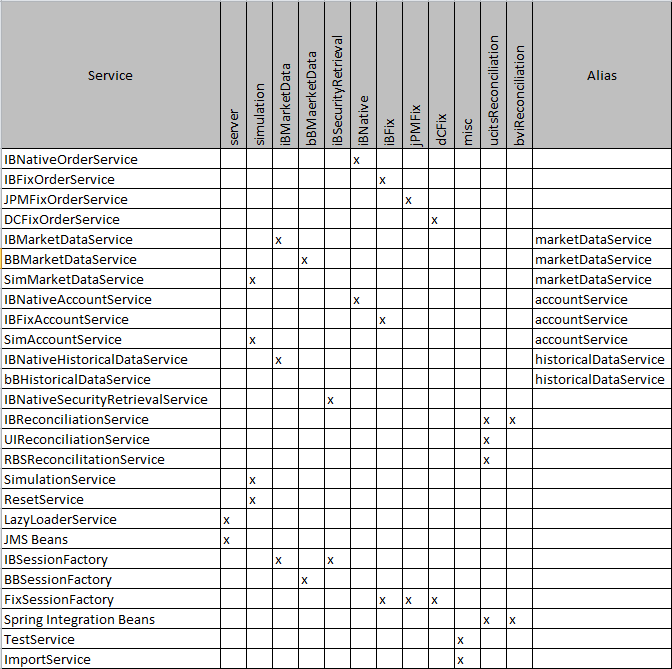 Service server simulation iBMarketData bBMaerketData iBSecurityRetrieval iBNative iBFix jPMFix dCFix misc ucitsReconciliation bviReconciliation Alias
IBNativeOrderService x
IBFixOrderService x
JPMFixOrderService x
DCFixOrderService x
IBMarketDataService x marketDataService
BBMarketDataService x marketDataService
SimMarketDataService x marketDataService
IBNativeAccountService x accountService
IBFixAccountService x accountService
SimAccountService x accountService
IBNativeHistoricalDataService x historicalDataService
bBHistoricalDataService historicalDataService
IBNativeSecurityRetrievalService x
IBReconciliationService x x
UIReconciliationService x
RBSReconcilitationService x
SimulationService x
ResetService x
LazyLoaderService x
JMS Beans x
IBSessionFactory x x
BBSessionFactory x
FixSessionFactory x x x
Spring Integration Beans x x
TestService x
ImportService x